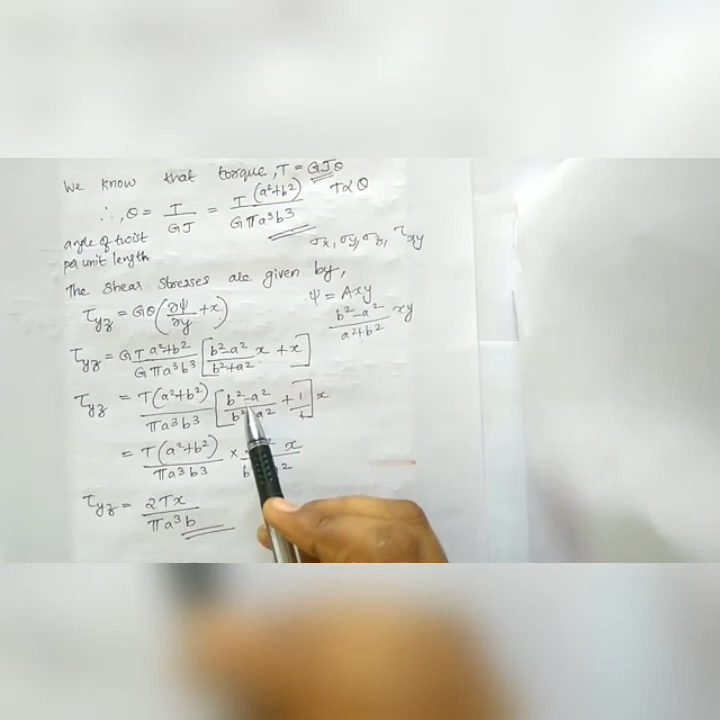 We know that torque, T = GJθ
∴, θ = T/GJ = T(a²+b²)/Gπa³b³ T∝θ
angle of twist
per unit length
σx, σy, σz, τxy
The shear stresses are given by,
τyz = Gθ(∂ψ/∂y + x)
ψ = Axy
b²-a²/a²+b² xy
τyz = GT a²+b²/Gπa³b³ [b²-a²/b²+a² x + x]
τyz = T(a²+b²)/πa³b³ [b²-a²/b² a² + 1/1] x
= T(a²+b²)/πa³b³ × x/b ²
τyz = 2Tx/πa³b